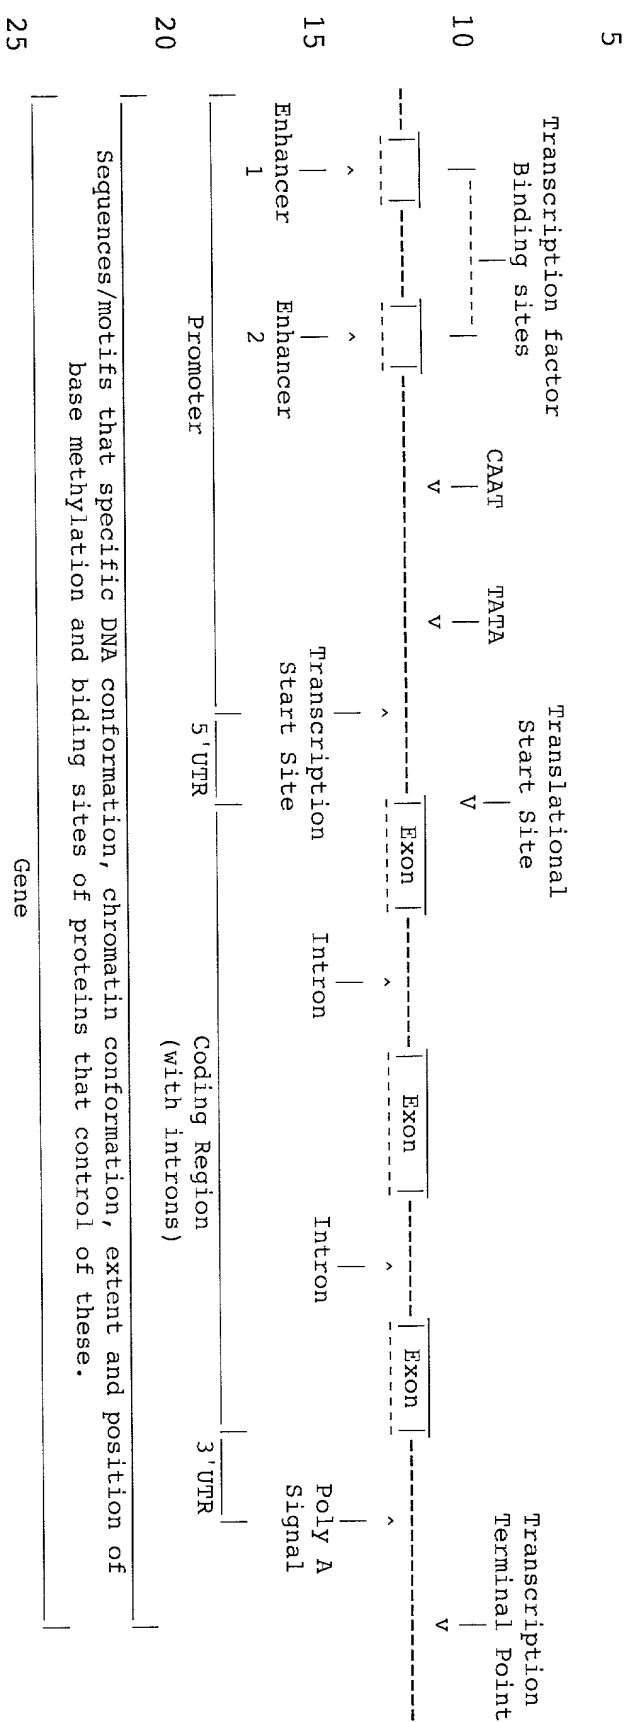 5
Transcription factor
Binding sites
CAAT
TATA
Translational
Start Site
Transcription
Terminal Point
10
Exon
Exon
Exon
15
Enhancer
1
Enhancer
2
Transcription
Start Site
Intron
Intron
Poly A
Signal
20
Promoter
5'UTR
Coding Region
(with introns)
3'UTR
Sequences/motifs that specific DNA conformation, chromatin conformation, extent and position of
base methylation and biding sites of proteins that control of these.
25
Gene